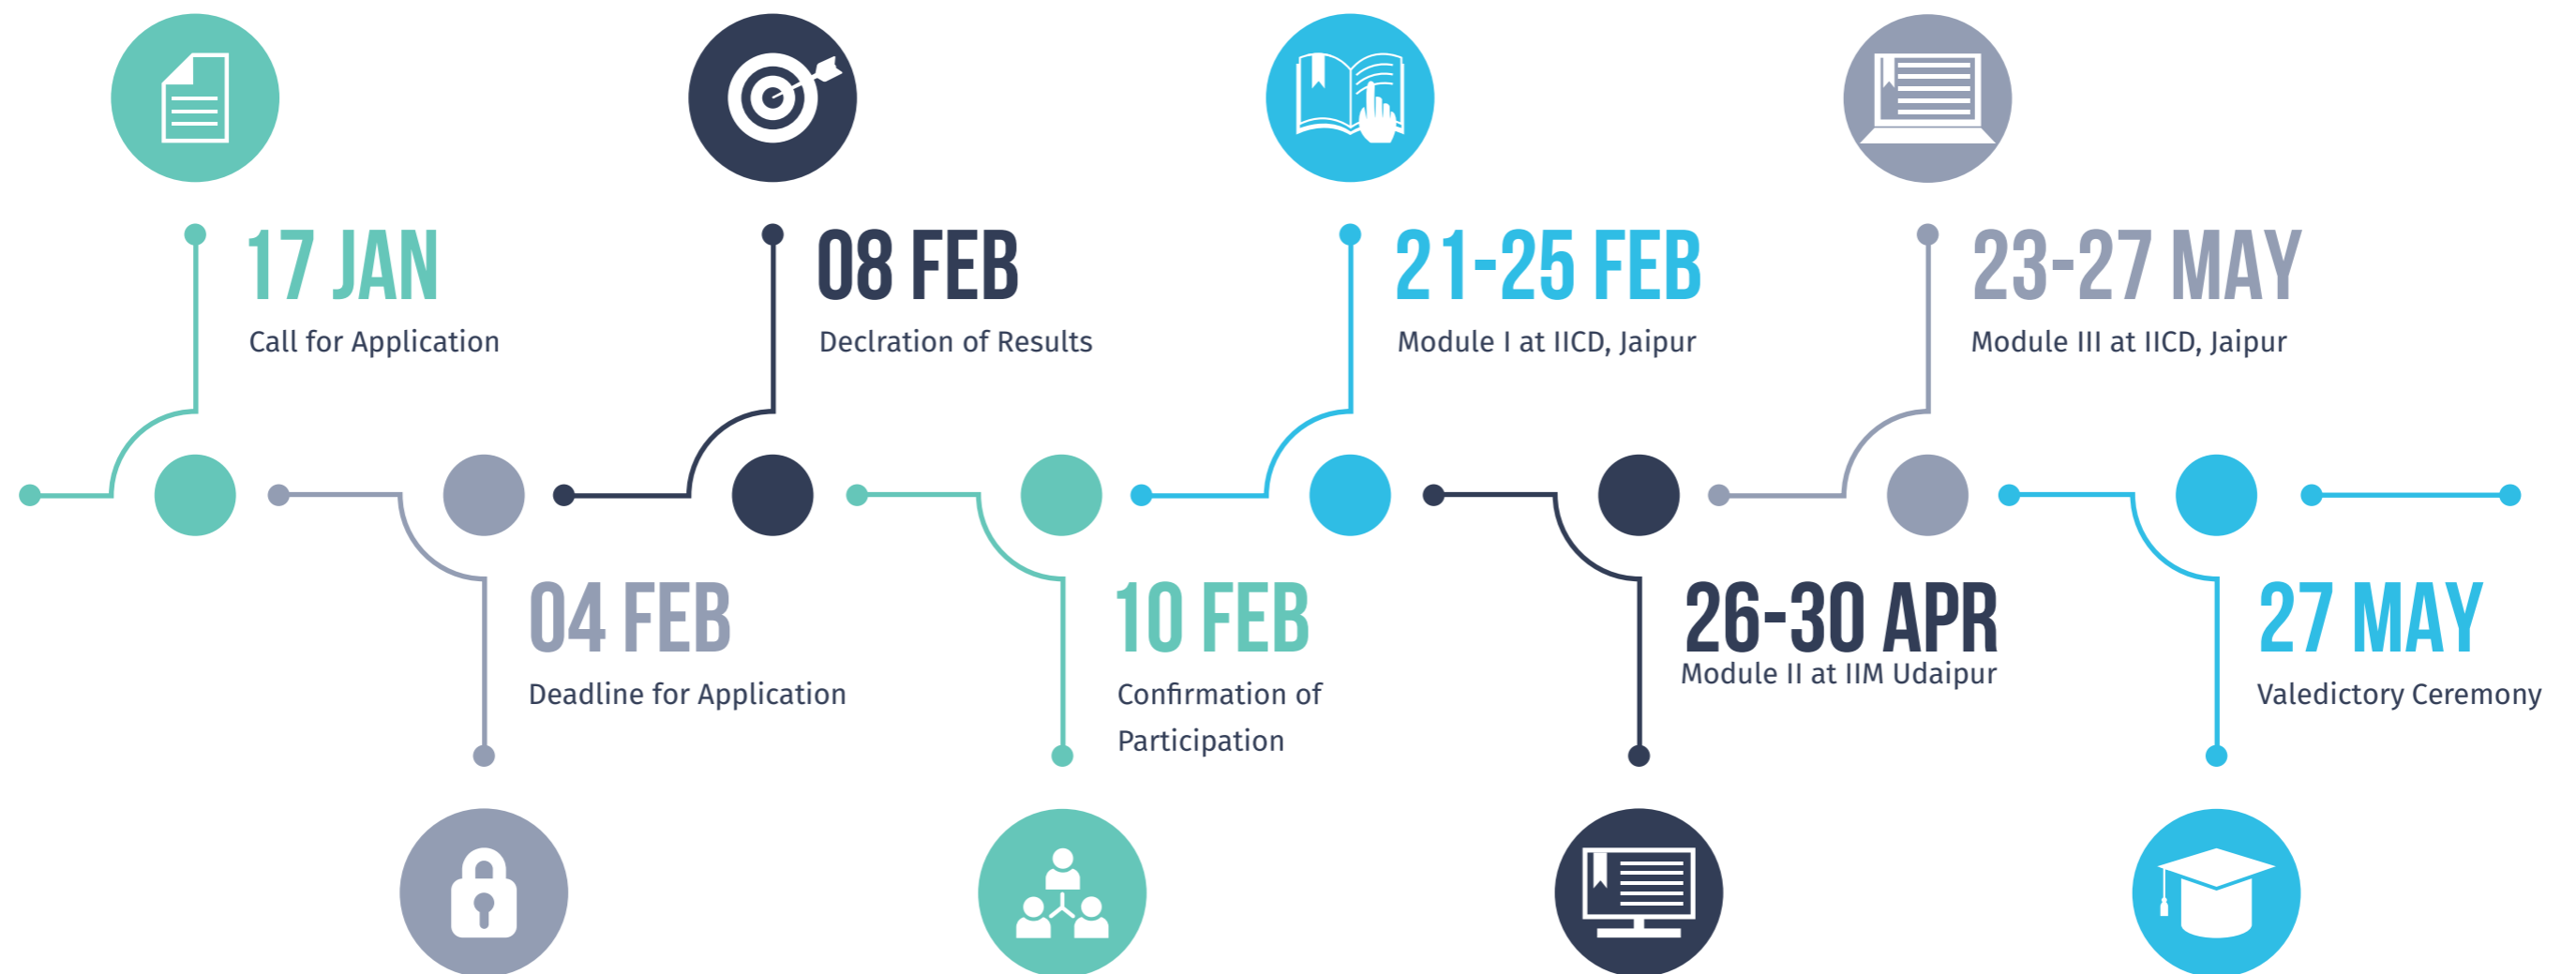 17 JAN
Call for Application
08 FEB
Declration of Results
21-25 FEB
Module I at IICD, Jaipur
23-27 MAY
Module III at IICD, Jaipur
04 FEB
Deadline for Application
10 FEB
Confirmation of
Participation
26-30 APR
Module II at IIM Udaipur
27 MAY
Valedictory Ceremony